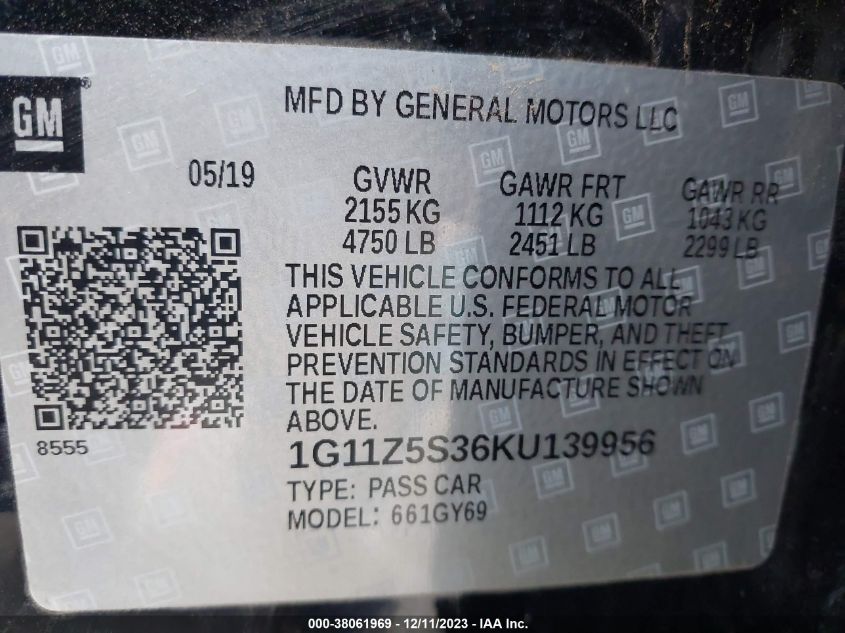 GM®
MFD BY GENERAL MOTORS LLC
05/19
GVWR GAWR FRT GAWR RR
2155 KG 1112 KG 1043 KG
4750 LB 2451 LB 2299 LB
THIS VEHICLE CONFORMS TO ALL
APPLICABLE U.S. FEDERAL MOTOR
VEHICLE SAFETY, BUMPER, AND THEFT
PREVENTION STANDARDS IN EFFECT ON
THE DATE OF MANUFACTURE SHOWN
ABOVE.
8555
1G11Z5S36KU139956
TYPE: PASS CAR
MODEL: 661GY69
000-38061969 - 12/11/2023 - IAA Inc.